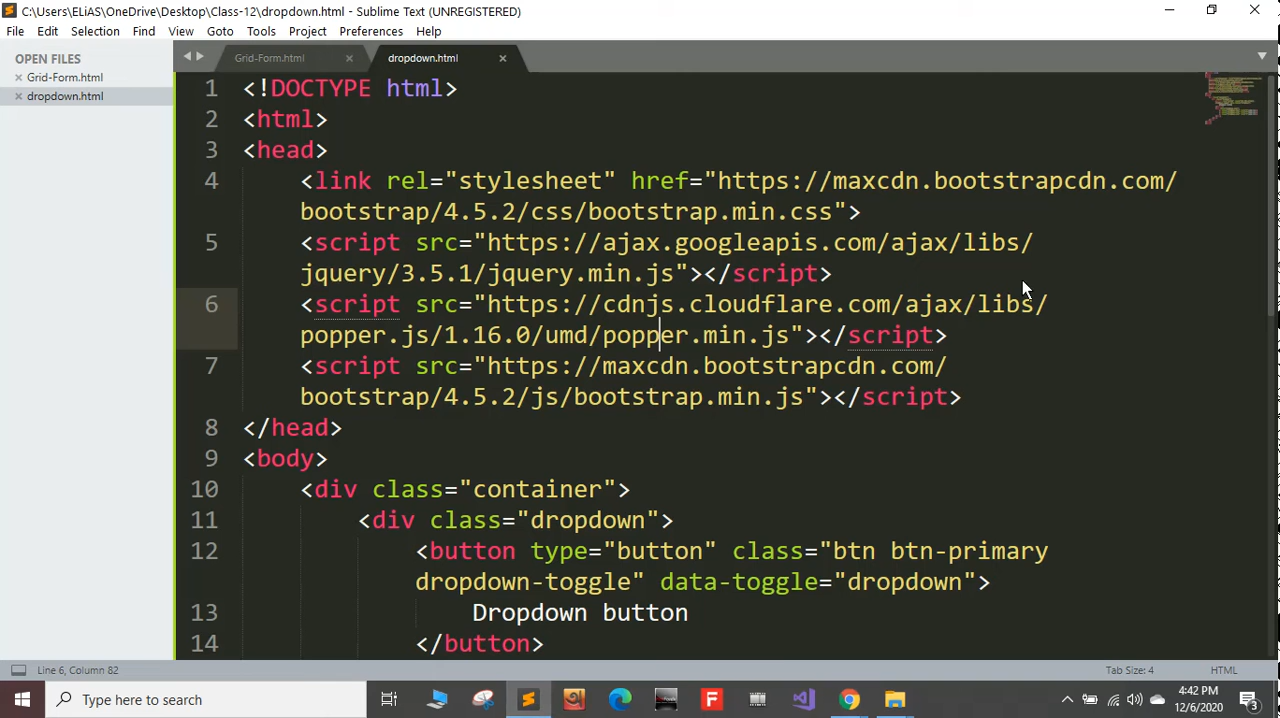 C:\Users\ELiAS\OneDrive\Desktop\Class-12\dropdown.html - Sublime Text (UNREGISTERED)
File Edit Selection Find View Goto Tools Project Preferences Help
OPEN FILES
Grid-Form.html
dropdown.html
Grid-Form.html dropdown.html
1 <!DOCTYPE html>
2 <html>
3 <head>
4 <link rel="stylesheet" href="https://maxcdn.bootstrapcdn.com/
bootstrap/4.5.2/css/bootstrap.min.css">
5 <script src="https://ajax.googleapis.com/ajax/libs/
jquery/3.5.1/jquery.min.js"></script>
6 <script src="https://cdnjs.cloudflare.com/ajax/libs/
popper.js/1.16.0/umd/popper.min.js"></script>
7 <script src="https://maxcdn.bootstrapcdn.com/
bootstrap/4.5.2/js/bootstrap.min.js"></script>
8 </head>
9 <body>
10 <div class="container">
11 <div class="dropdown">
12 <button type="button" class="btn btn-primary
dropdown-toggle" data-toggle="dropdown">
13 Dropdown button
14 </button>
Line 6, Column 82 Tab Size: 4 HTML
Type here to search
4:42 PM
12/6/2020
3